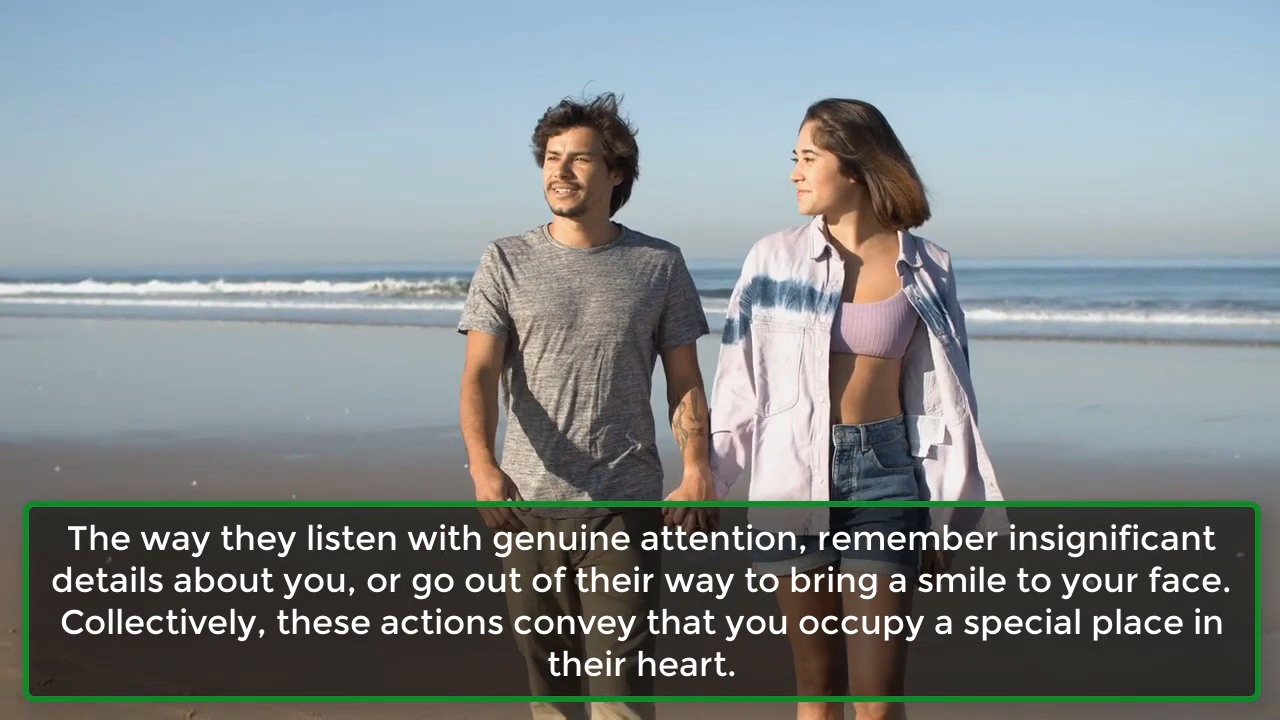 The way they listen with genuine attention, remember insignificant
details about you, or go out of their way to bring a smile to your face.
Collectively, these actions convey that you occupy a special place in
their heart.